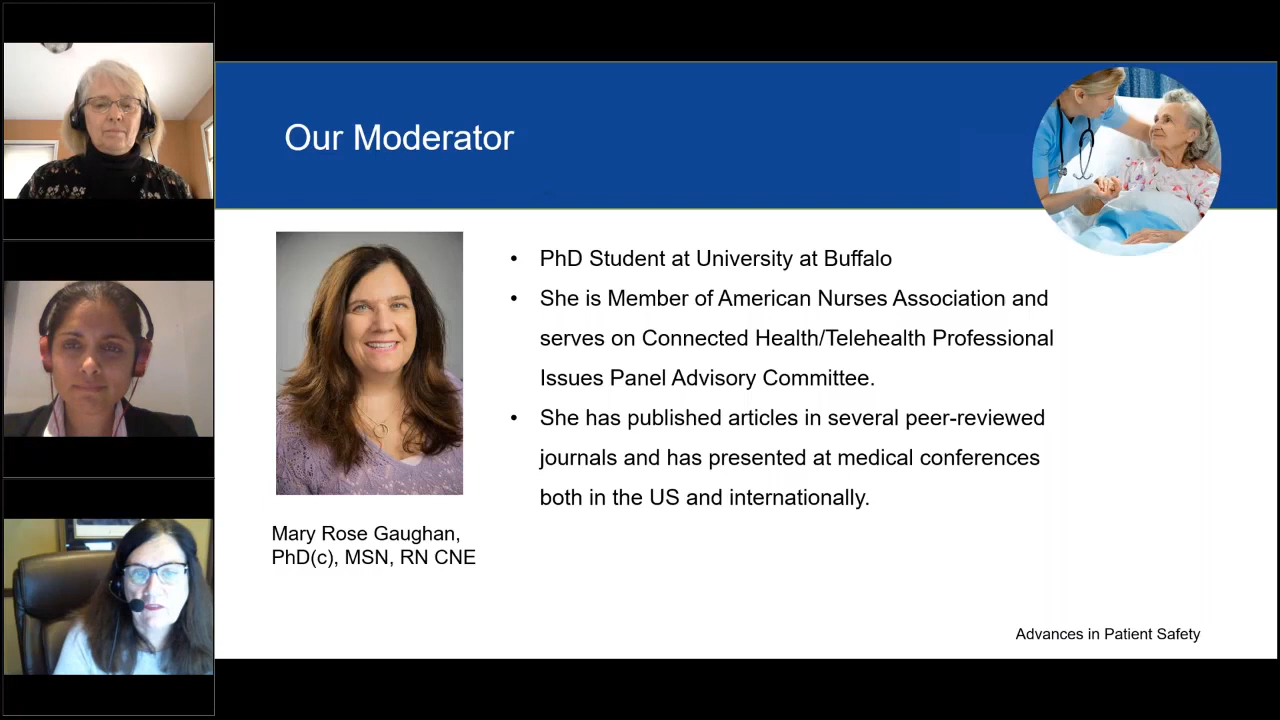 Our Moderator
• PhD Student at University at Buffalo
• She is Member of American Nurses Association and
serves on Connected Health/Telehealth Professional
Issues Panel Advisory Committee.
• She has published articles in several peer-reviewed
journals and has presented at medical conferences
both in the US and internationally.
Mary Rose Gaughan,
PhD(c), MSN, RN CNE
Advances in Patient Safety